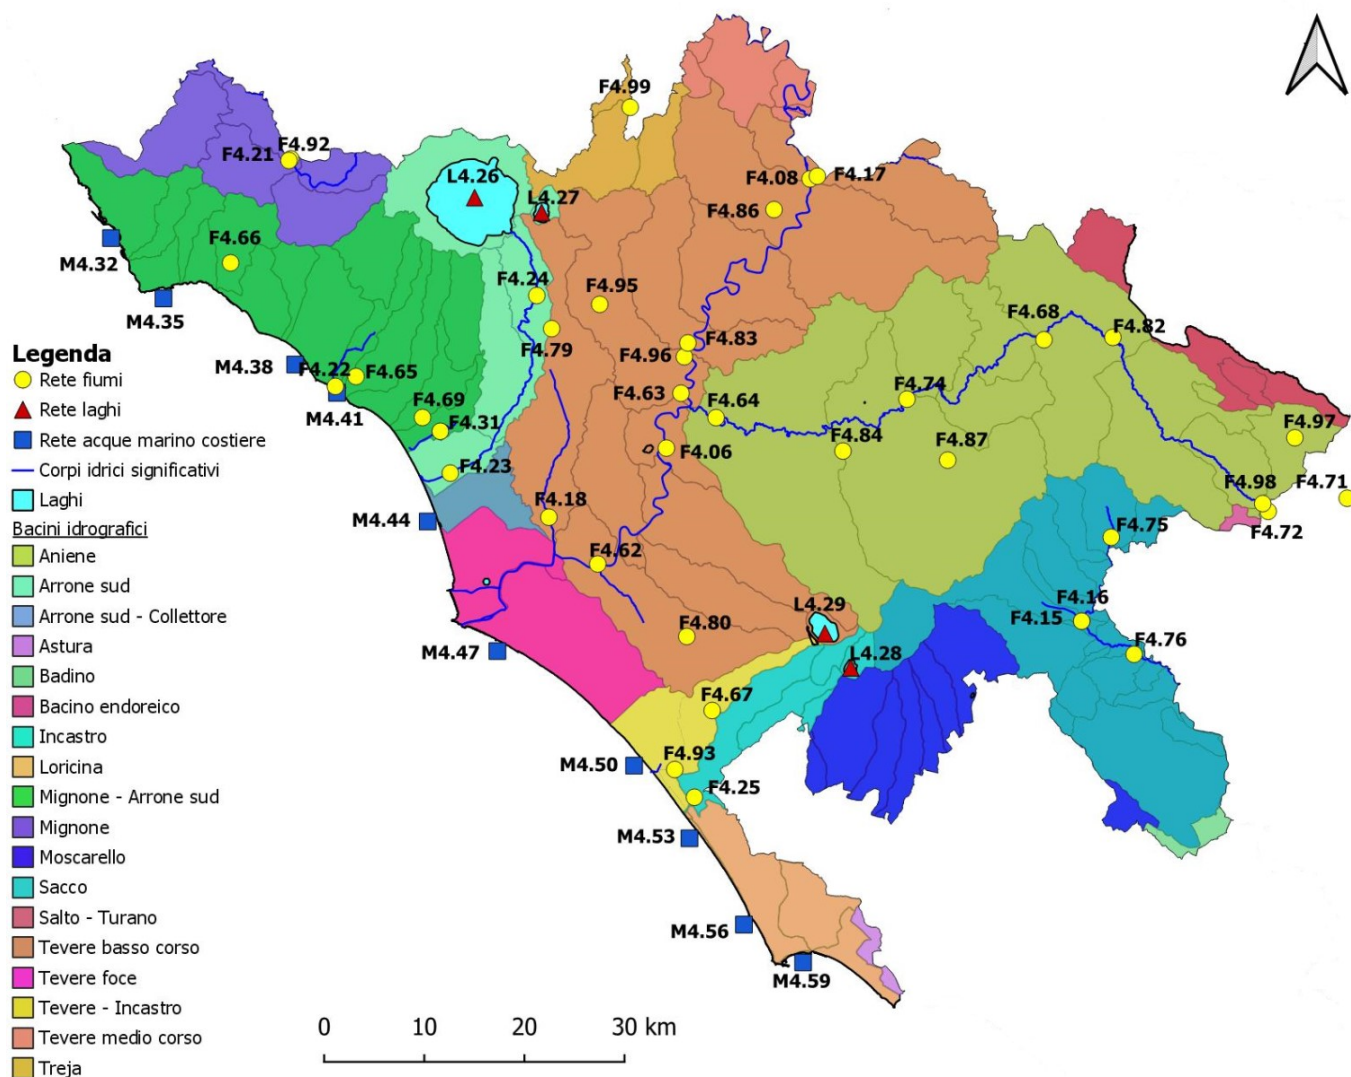 F4.99
F4.92
F4.21
L4.26
L4.27
F4.08
F4.17
F4.86
F4.66
M4.32
M4.35
F4.24
F4.95
F4.68
F4.82
F4.79
F4.83
F4.96
M4.38
F4.22
F4.65
M4.41
F4.63
F4.74
F4.69
F4.64
F4.31
F4.84
F4.87
F4.97
F4.06
F4.23
F4.98
F4.71
F4.72
M4.44
F4.18
F4.75
F4.62
L4.29
F4.16
F4.15
F4.80
F4.76
M4.47
L4.28
F4.67
M4.50
F4.93
F4.25
M4.53
M4.56
M4.59
Legenda
Rete fiumi
Rete laghi
Rete acque marino costiere
Corpi idrici significativi
Laghi
Bacini idrografici
Aniene
Arrone sud
Arrone sud - Collettore
Astura
Badino
Bacino endoreico
Incastro
Loricina
Mignone - Arrone sud
Mignone
Moscarello
Sacco
Salto - Turano
Tevere basso corso
Tevere foce
Tevere - Incastro
Tevere medio corso
Treja
0 10 20 30 km